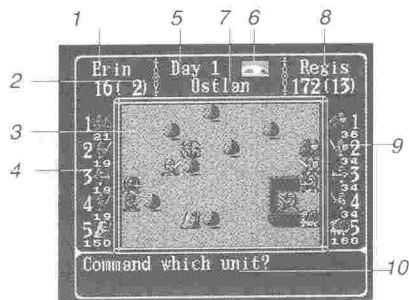 1 5 7 6 8
Erin Day 1 Regis
2 16( 2) Ostlan 172(13)
3
1 1
21 36
2 2 9
19 34
4 3 3
19 34
4 4
19 34
5 5
150 160
Command which unit?
10